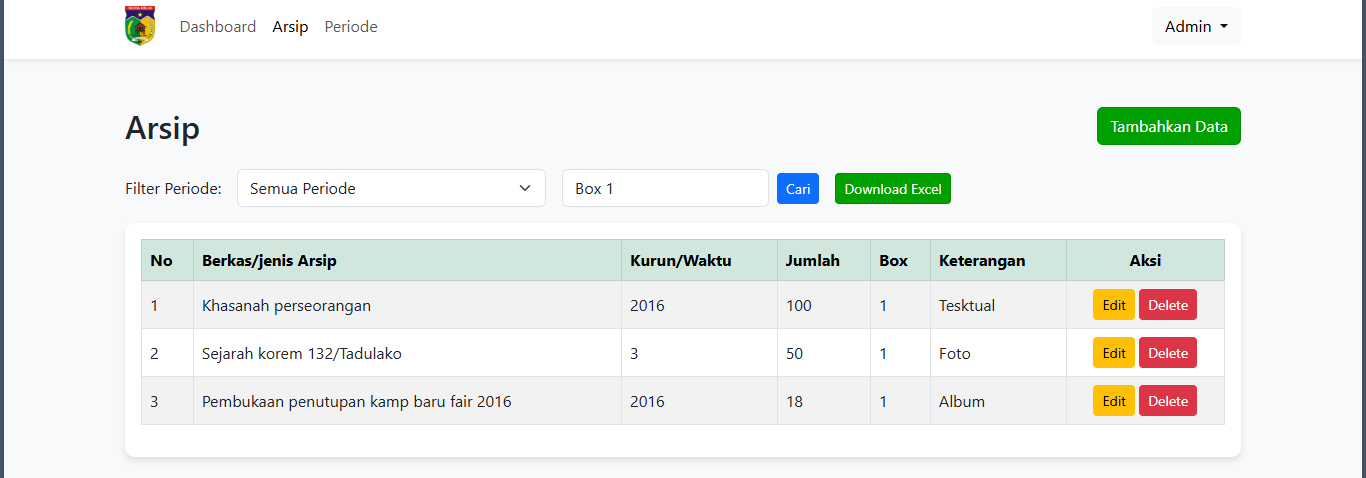 Dashboard Arsip Periode Admin
Arsip
Tambahkan Data
Filter Periode: Semua Periode Box 1 Cari Download Excel
No Berkas/jenis Arsip Kurun/Waktu Jumlah Box Keterangan Aksi
1 Khasanah perseorangan 2016 100 1 Tesktual Edit Delete
2 Sejarah korem 132/Tadulako 3 50 1 Foto Edit Delete
3 Pembukaan penutupan kamp baru fair 2016 2016 18 1 Album Edit Delete